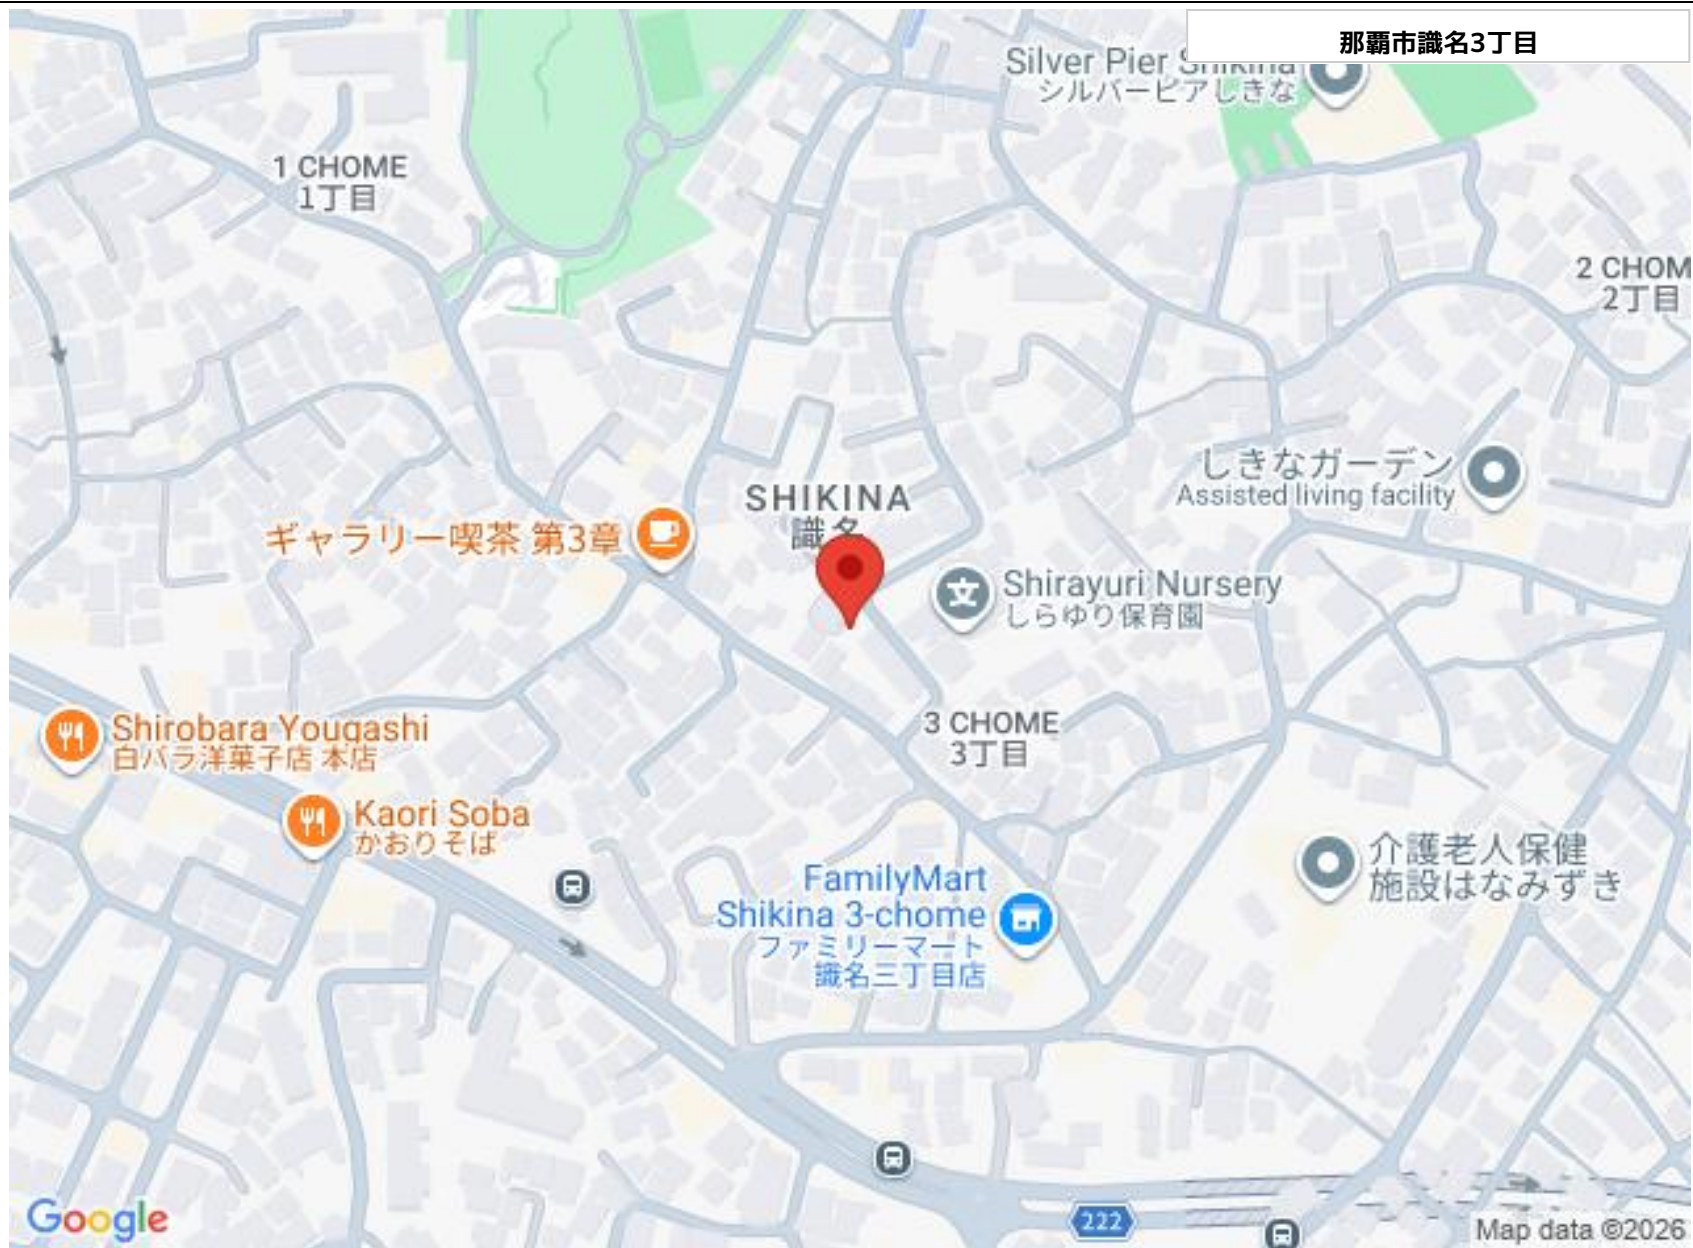 那覇市識名3丁目
Silver Pier Shikina
シルバーピアしきな
1 CHOME
1丁目
2 CHOM
2丁目
しきなガーデン
Assisted living facility
SHIKINA
識名
ギャラリー喫茶 第3章
Shirayuri Nursery
しらゆり保育園
3 CHOME
3丁目
Shirobara Yougashi
白バラ洋菓子店 本店
Kaori Soba
かおりそば
FamilyMart
Shikina 3-chome
ファミリーマート
識名三丁目店
介護老人保健
施設はなみずき
222
Google
Map data ©2026